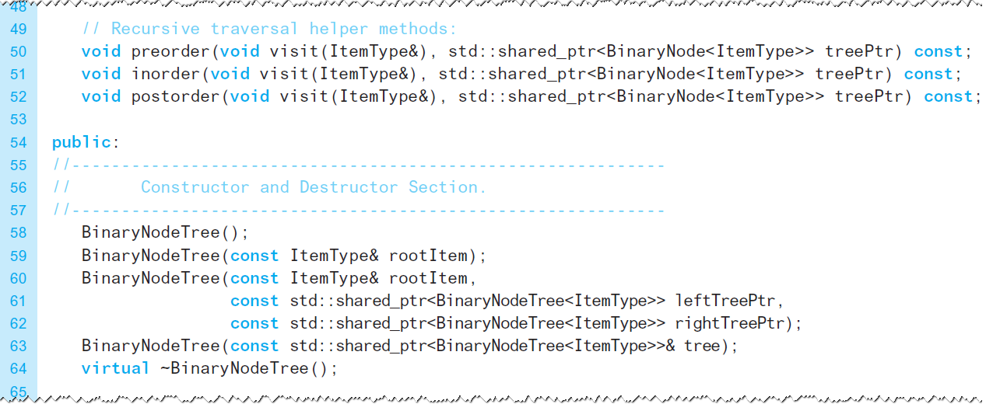 48
49 // Recursive traversal helper methods:
50 void preorder(void visit(ItemType&), std::shared_ptr<BinaryNode<ItemType>> treePtr) const;
51 void inorder(void visit(ItemType&), std::shared_ptr<BinaryNode<ItemType>> treePtr) const;
52 void postorder(void visit(ItemType&), std::shared_ptr<BinaryNode<ItemType>> treePtr) const;
53
54 public:
55 //------------------------------------------------------------
56 // Constructor and Destructor Section.
57 //------------------------------------------------------------
58 BinaryNodeTree();
59 BinaryNodeTree(const ItemType& rootItem);
60 BinaryNodeTree(const ItemType& rootItem,
61 const std::shared_ptr<BinaryNodeTree<ItemType>> leftTreePtr,
62 const std::shared_ptr<BinaryNodeTree<ItemType>> rightTreePtr);
63 BinaryNodeTree(const std::shared_ptr<BinaryNodeTree<ItemType>>& tree);
64 virtual ~BinaryNodeTree();
65